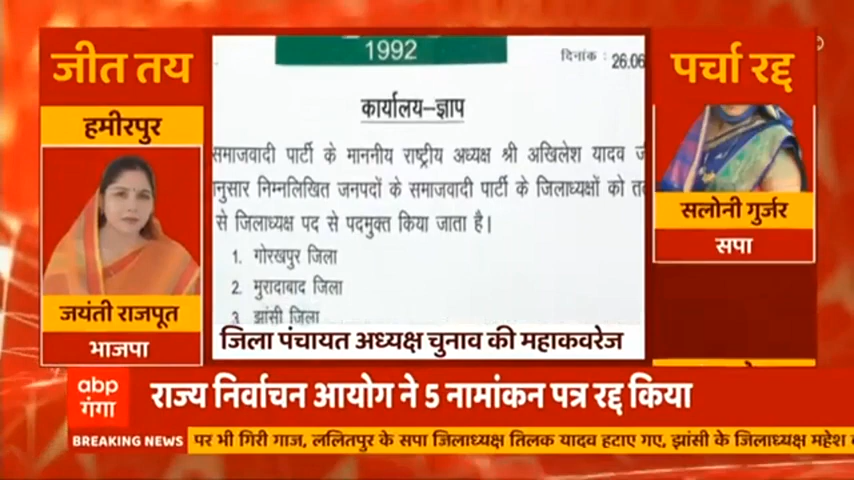 जीत तय
हमीरपुर
जयंती राजपूत
भाजपा
1992
दिनांक : 26.06
कार्यालय–ज्ञाप
समाजवादी पार्टी के माननीय राष्ट्रीय अध्यक्ष श्री अखिलेश यादव
निम्नलिखित जनपदों के समाजवादी पार्टी के जिलाध्यक्षों को
से जिलाध्यक्ष पद से पदमुक्त किया जाता है।
1. गोरखपुर जिला
2. मुरादाबाद जिला
3 झांसी जिला
जिला पंचायत अध्यक्ष चुनाव की महाकवरेज
पर्चा रद्द
सलोनी गुर्जर
सपा
abp
गंगा
राज्य निर्वाचन आयोग ने 5 नामांकन पत्र रद्द किया
BREAKING NEWS
पर भी गिरी गाज, ललितपुर के सपा जिलाध्यक्ष तिलक यादव हटाए गए, झांसी के जिलाध्यक्ष महेश